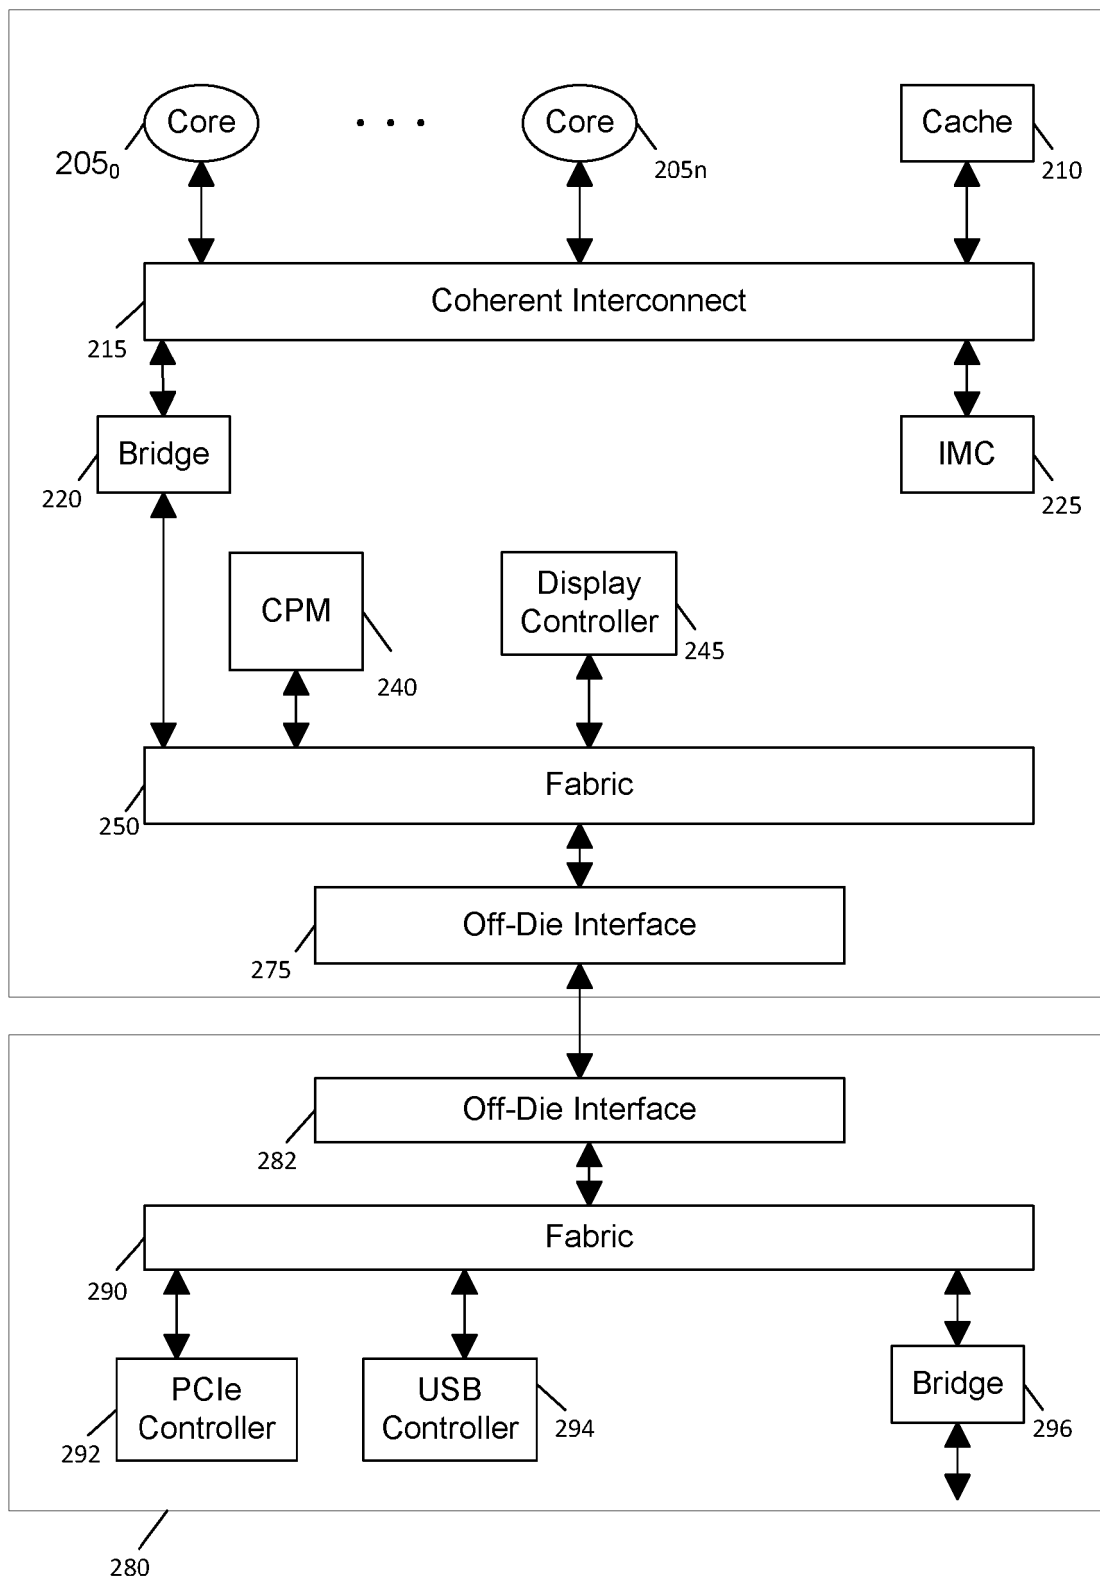 Core
. . .
Core
Cache
205₀
205n
210
Coherent Interconnect
215
Bridge
IMC
220
225
CPM
Display
Controller
240
245
Fabric
250
Off-Die Interface
275
Off-Die Interface
282
Fabric
290
PCIe
Controller
USB
Controller
Bridge
292
294
296
280